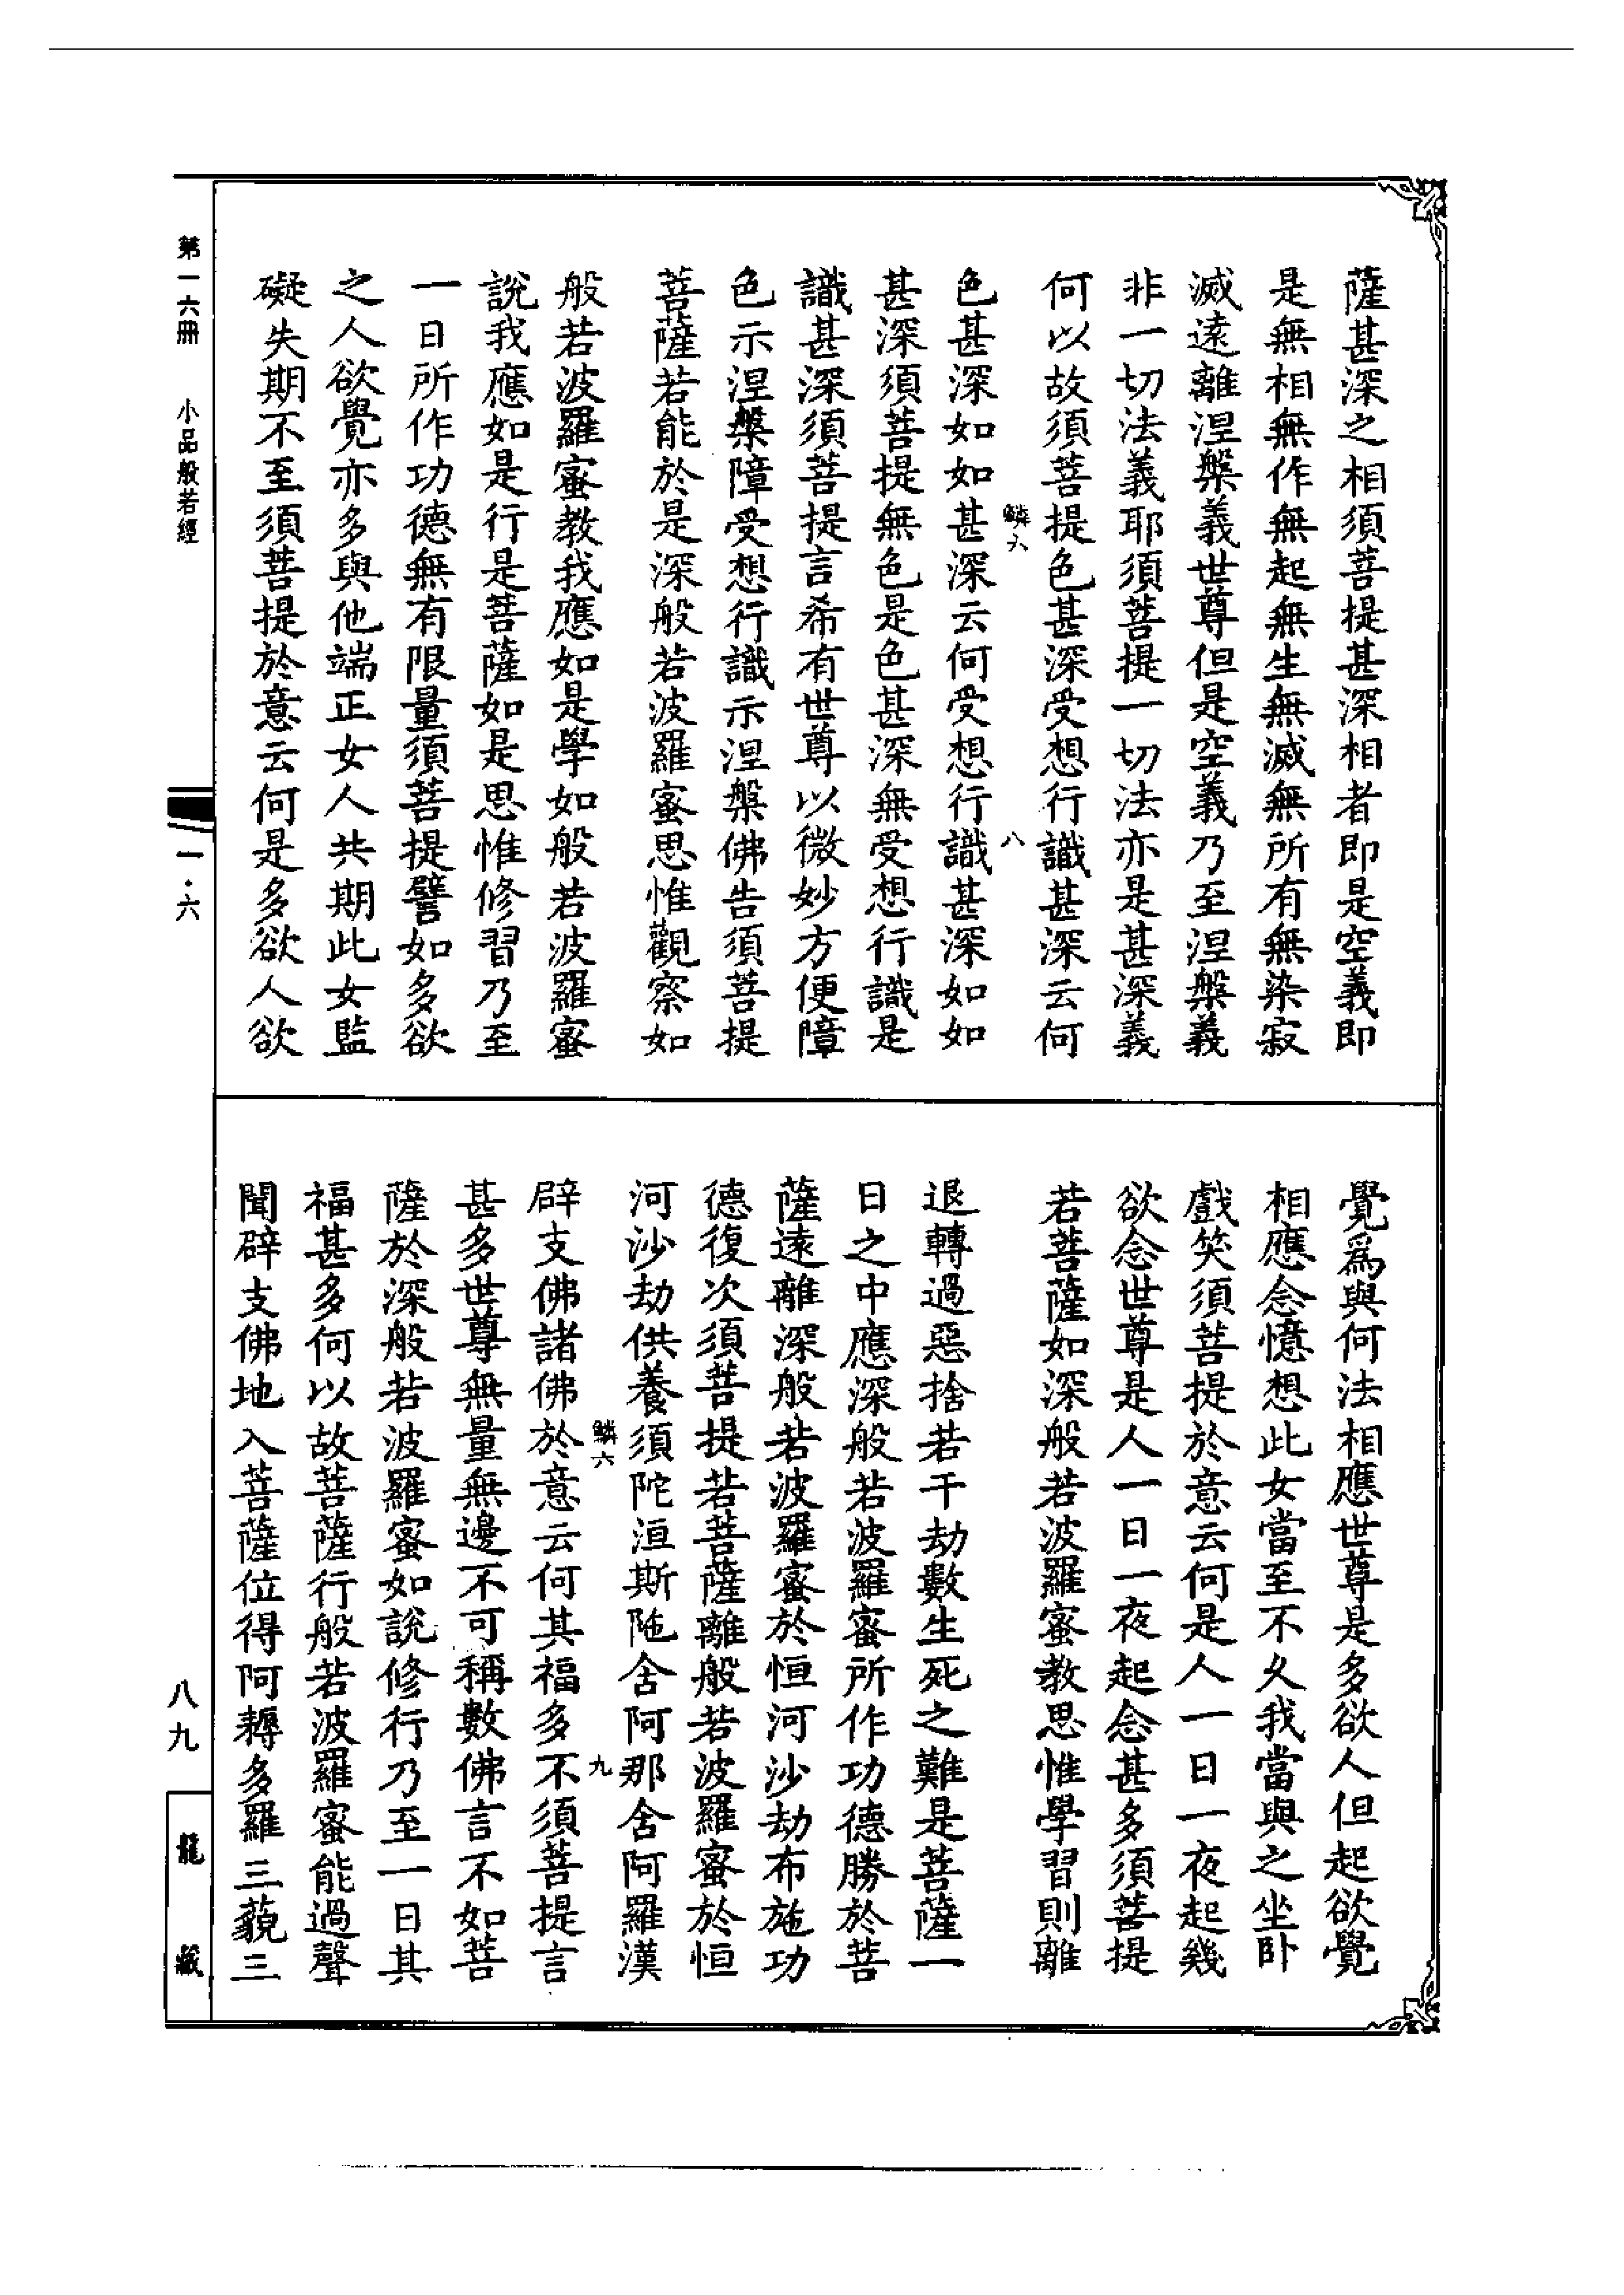 薩甚深之相須菩提甚深相者即是空義即
是無相無作無起無生無滅無所有無染寂
滅遠離涅槃義世尊但是空義乃至涅槃義
非一切法義耶須菩提一切法亦是甚深義
何以故須菩提色甚深受想行識甚深云何
鱗六 八
色甚深如如甚深云何受想行識甚深如如
甚深須菩提無色是色甚深無受想行識是
識甚深須菩提言希有世尊以微妙方便障
色示涅槃障受想行識示涅槃佛告須菩提
菩薩若能於是深般若波羅蜜思惟觀察如
般若波羅蜜教我應如是學如般若波羅蜜
說我應如是行是菩薩如是思惟修習乃至
一日所作功德無有限量須菩提譬如多欲
之人欲覺亦多與他端正女人共期此女監
礙失期不至須菩提於意云何是多欲人欲
覺為與何法相應世尊是多欲人但起欲覺
相應念憶想此女當至不久我當與之坐卧
戲笑須菩提於意云何是人一日一夜起幾
欲念世尊是人一日一夜起念甚多須菩提
若菩薩如深般若波羅蜜教思惟學習則離
退轉過惡捨若干劫數生死之難是菩薩一
日之中應深般若波羅蜜所作功德勝於菩
薩遠離深般若波羅蜜於恒河沙劫布施功
德復次須菩提若菩薩離般若波羅蜜於恒
河沙劫供養須陀洹斯陁含阿那含阿羅漢
鱗六 九
辟支佛諸佛於意云何其福多不須菩提言
甚多世尊無量無邊不可稱數佛言不如菩
薩於深般若波羅蜜如說修行乃至一日其
福甚多何以故菩薩行般若波羅蜜能過聲
聞辟支佛地入菩薩位得阿耨多羅三藐三
第一六冊 小品般若經
一·六
八九
龍藏